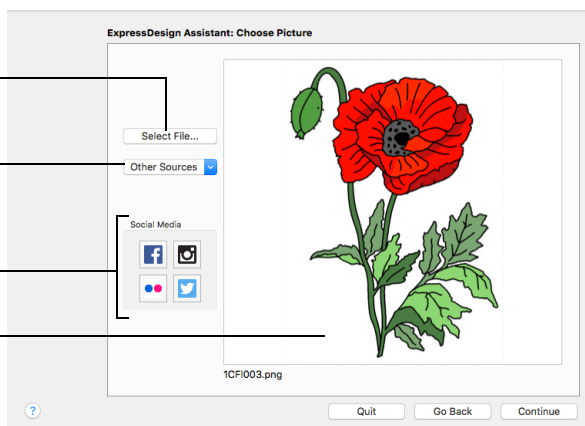 ExpressDesign Assistant: Choose Picture
Select File...
Other Sources
Social Media
1CFI003.png
?
Quit
Go Back
Continue